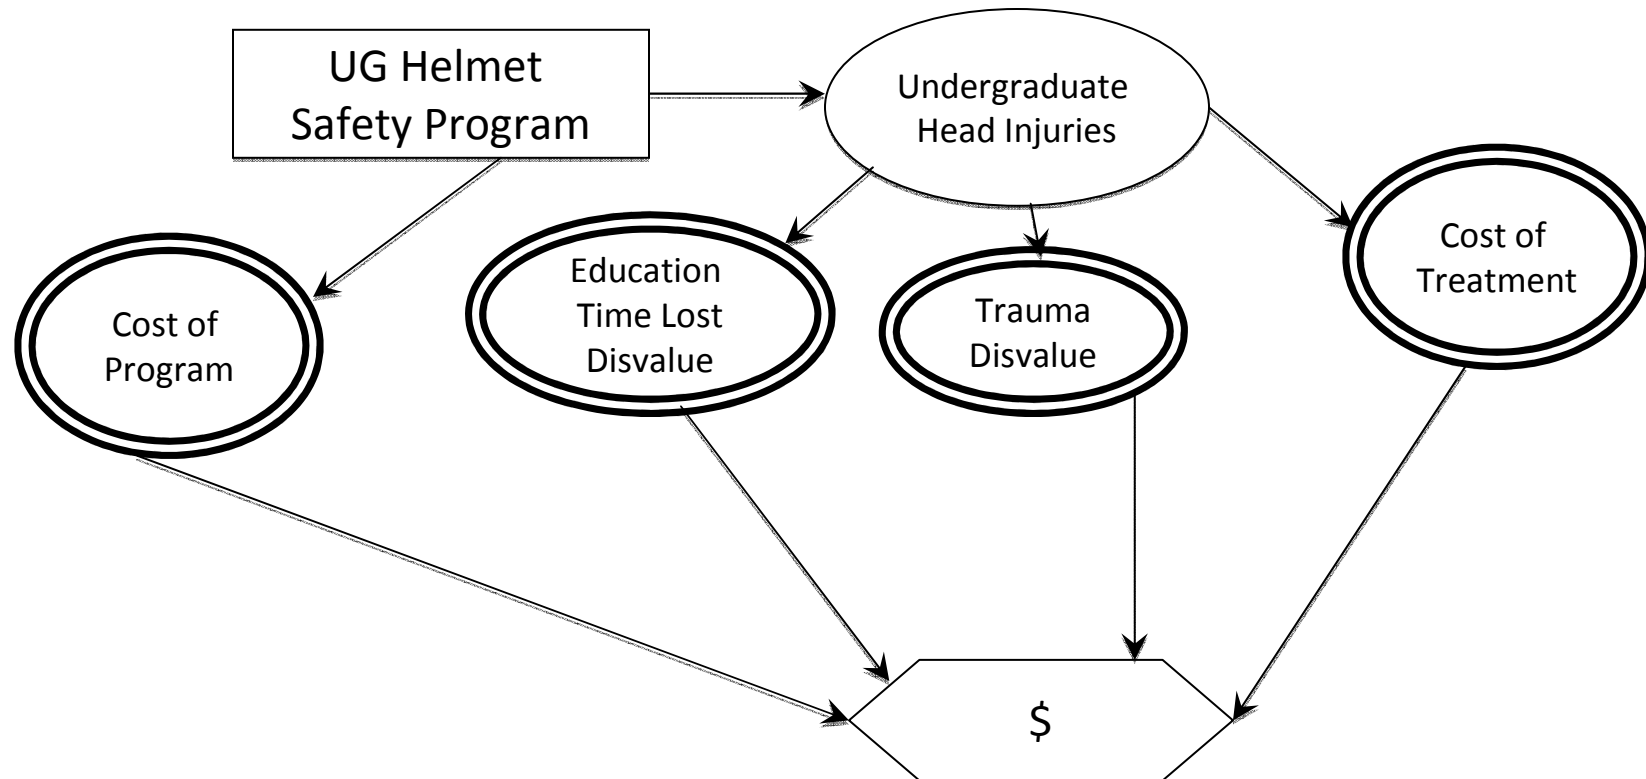 UG Helmet
Safety Program
Undergraduate
Head Injuries
Cost of
Program
Education
Time Lost
Disvalue
Trauma
Disvalue
Cost of
Treatment
$